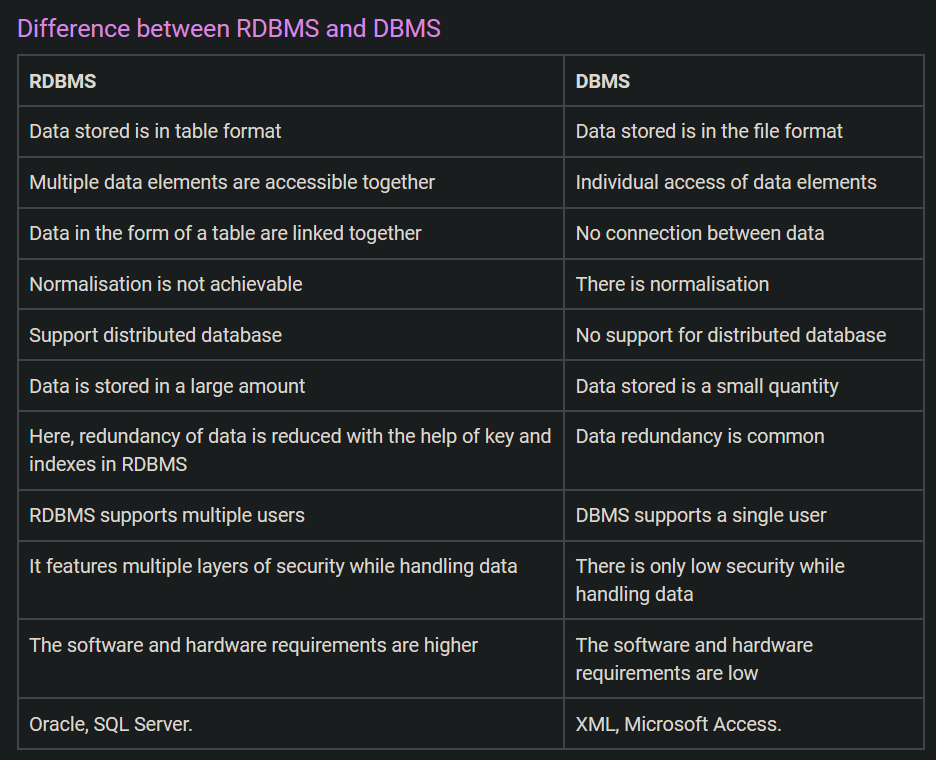 Difference between RDBMS and DBMS
RDBMS
DBMS
Data stored is in table format
Data stored is in the file format
Multiple data elements are accessible together
Individual access of data elements
Data in the form of a table are linked together
No connection between data
Normalisation is not achievable
There is normalisation
Support distributed database
No support for distributed database
Data is stored in a large amount
Data stored is a small quantity
Here, redundancy of data is reduced with the help of key and
indexes in RDBMS
Data redundancy is common
RDBMS supports multiple users
DBMS supports a single user
It features multiple layers of security while handling data
There is only low security while
handling data
The software and hardware requirements are higher
The software and hardware
requirements are low
Oracle, SQL Server.
XML, Microsoft Access.